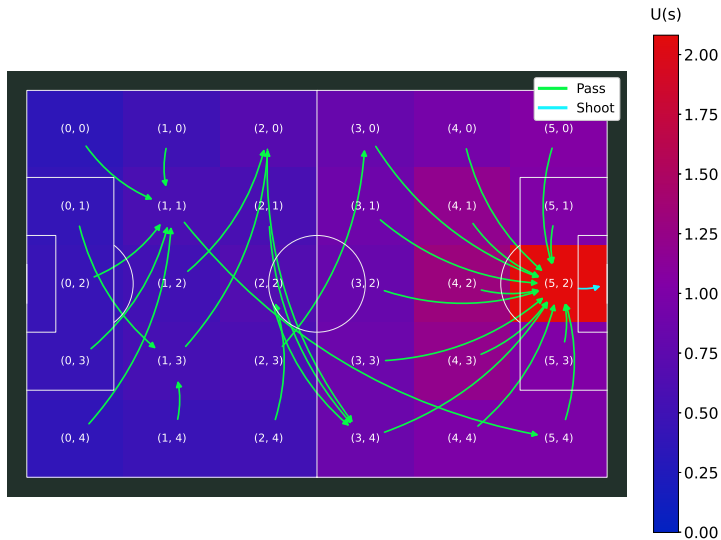 U(s)
Pass
Shoot
(0, 0) (1, 0) (2, 0) (3, 0) (4, 0) (5, 0)
(0, 1) (1, 1) (2, 1) (3, 1) (4, 1) (5, 1)
(0, 2) (1, 2) (2, 2) (3, 2) (4, 2) (5, 2)
(0, 3) (1, 3) (2, 3) (3, 3) (4, 3) (5, 3)
(0, 4) (1, 4) (2, 4) (3, 4) (4, 4) (5, 4)
2.00
1.75
1.50
1.25
1.00
0.75
0.50
0.25
0.00